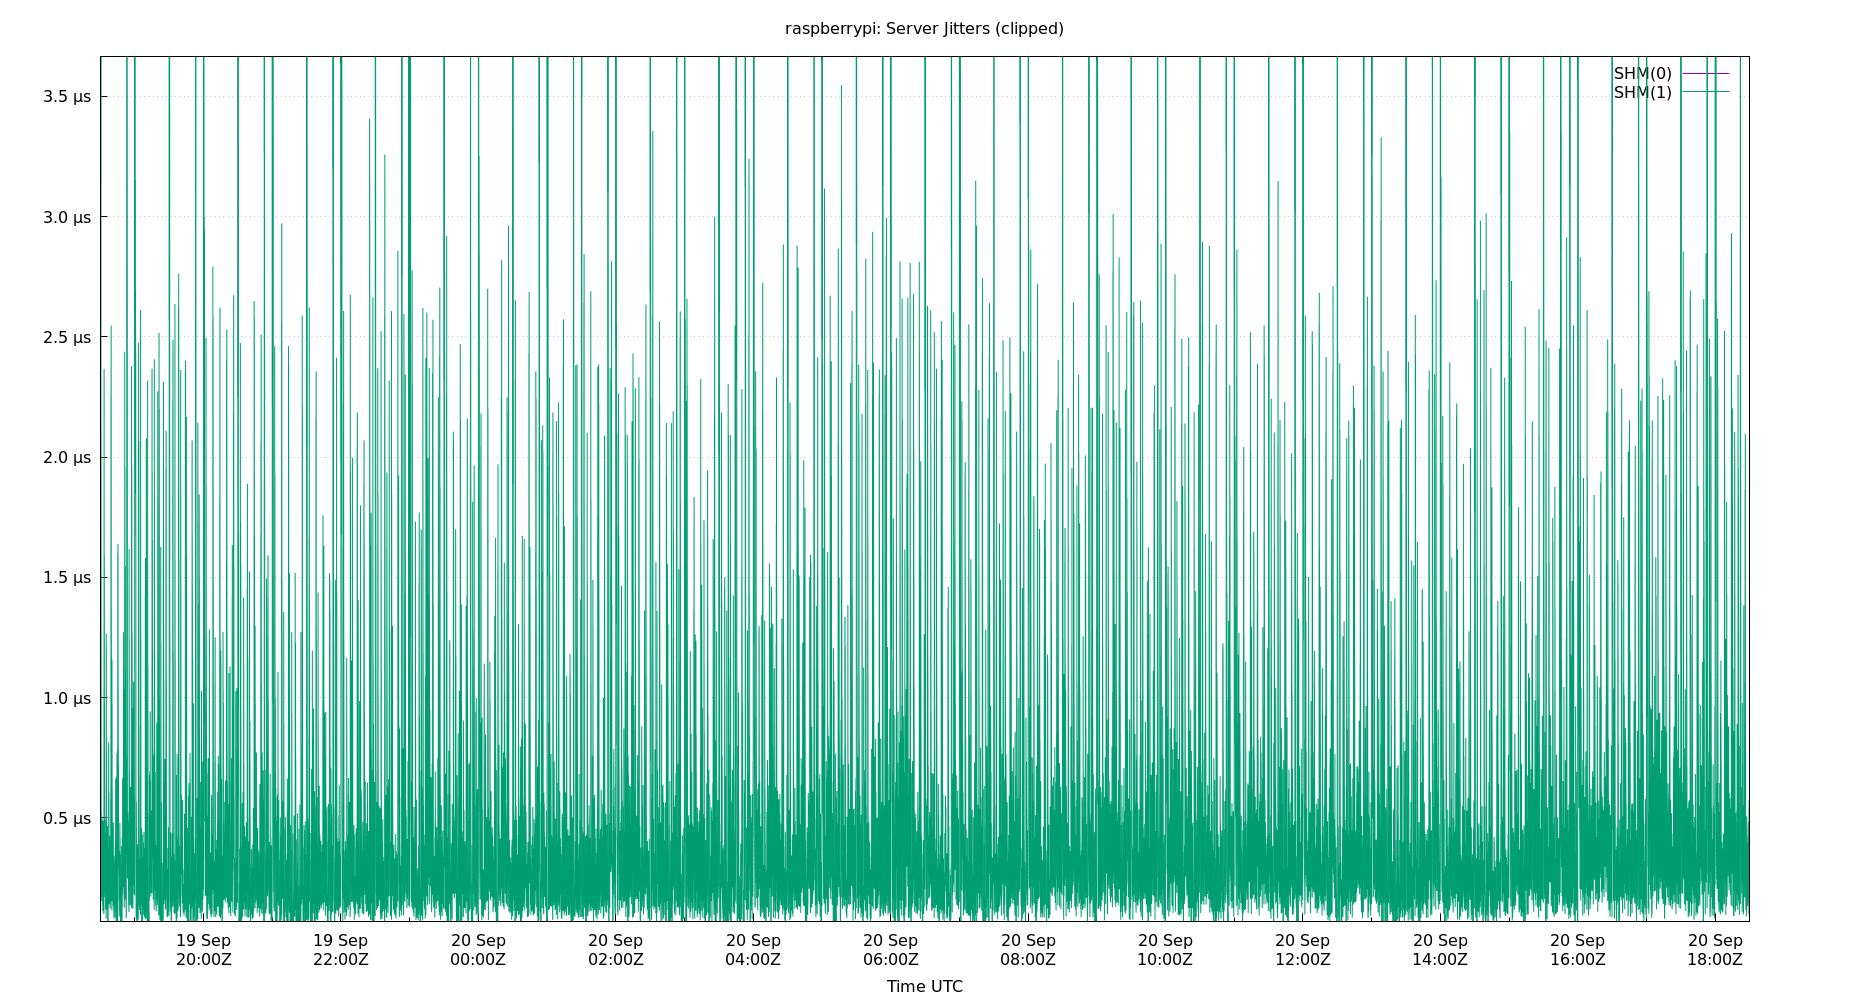 raspberrypi: Server Jitters (clipped)
SHM(0)
SHM(1)
3.5 µs
3.0 µs
2.5 µs
2.0 µs
1.5 µs
1.0 µs
0.5 µs
19 Sep 19 Sep 20 Sep 20 Sep 20 Sep 20 Sep 20 Sep 20 Sep 20 Sep 20 Sep 20 Sep 20 Sep
20:00Z 22:00Z 00:00Z 02:00Z 04:00Z 06:00Z 08:00Z 10:00Z 12:00Z 14:00Z 16:00Z 18:00Z
Time UTC